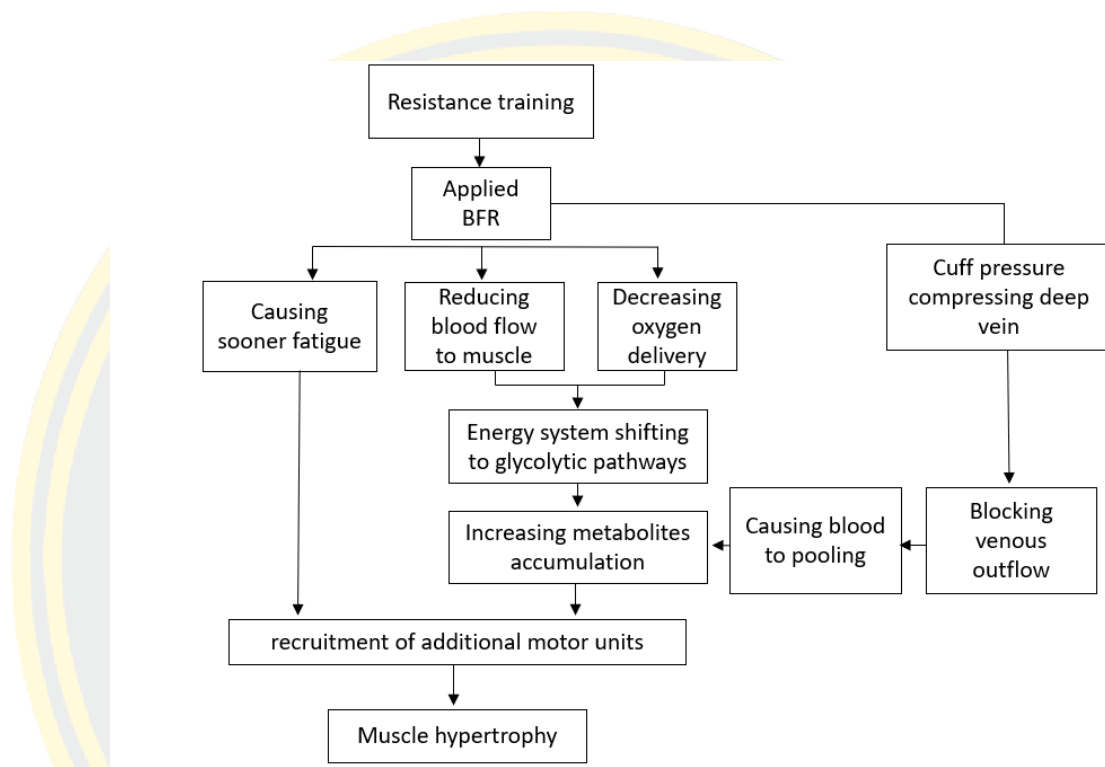 Resistance training
Applied
BFR
Causing
sooner fatigue
Reducing
blood flow
to muscle
Decreasing
oxygen
delivery
Cuff pressure
compressing deep
vein
Energy system shifting
to glycolytic pathways
Increasing metabolites
accumulation
Causing blood
to pooling
Blocking
venous
outflow
recruitment of additional motor units
Muscle hypertrophy